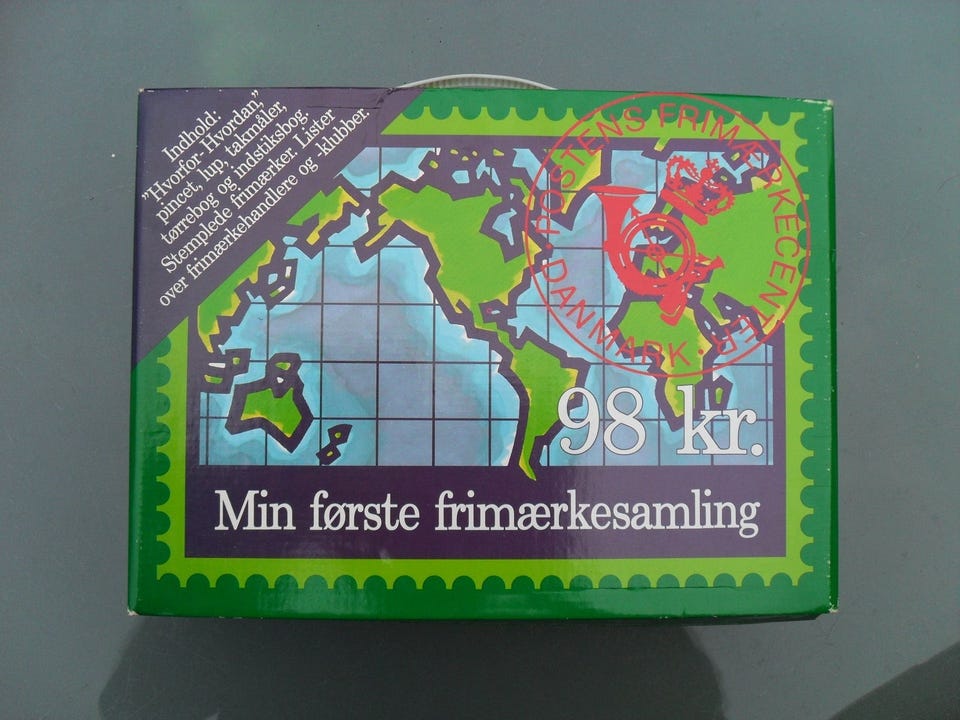 Indhold:
"Hvorfor- Hvordan,"
pincet, lup, takmåler,
tørrebog og indstiksbog.
Stemplede frimærker. Lister
over frimærkehandlere og -klubber.
POSTENS FRIMÆRKECENTER
DANMARK.
98 kr.
Min første frimærkesamling